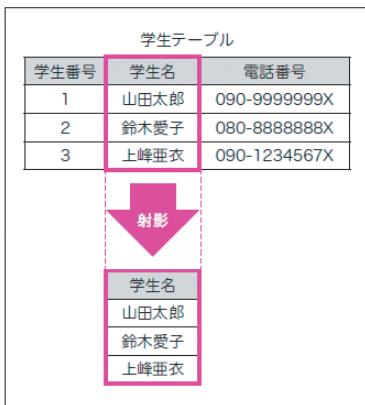 学生テーブル
学生番号 学生名 電話番号
1 山田太郎 090-9999999X
2 鈴木愛子 080-8888888X
3 上峰亜衣 090-1234567X
射影
学生名
山田太郎
鈴木愛子
上峰亜衣